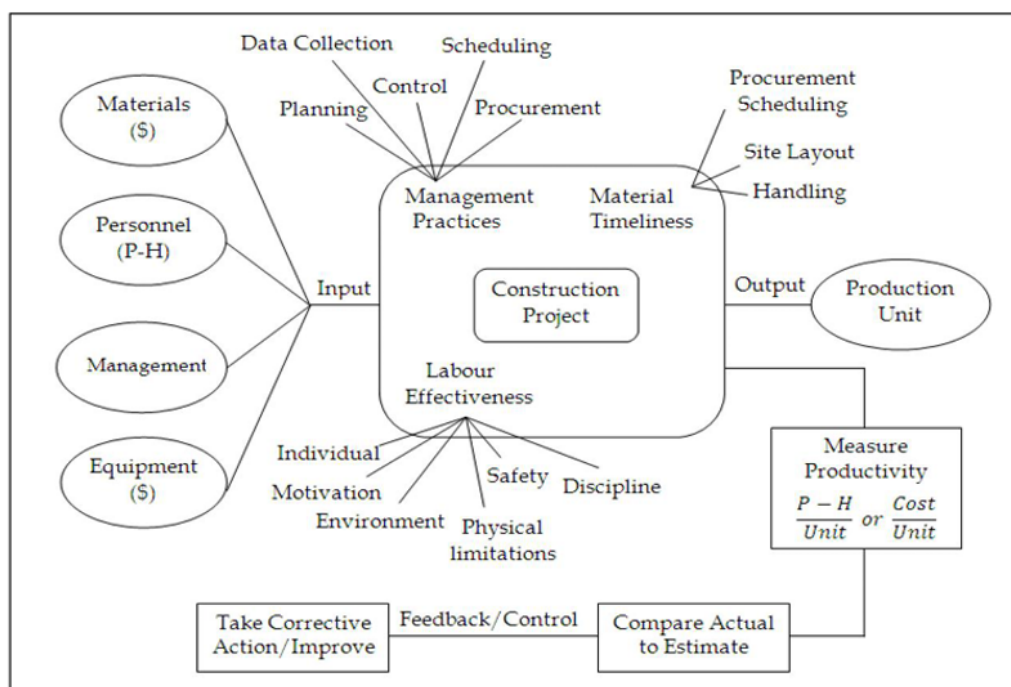 Data Collection
Scheduling
Control
Planning
Procurement
Procurement
Scheduling
Site Layout
Handling
Materials
($)
Personnel
(P-H)
Management
Equipment
($)
Input
Management
Practices
Material
Timeliness
Construction
Project
Labour
Effectiveness
Output
Production
Unit
Individual
Motivation
Environment
Physical
limitations
Safety
Discipline
Measure
Productivity
P − H
Unit
or
Cost
Unit
Take Corrective
Action/Improve
Feedback/Control
Compare Actual
to Estimate